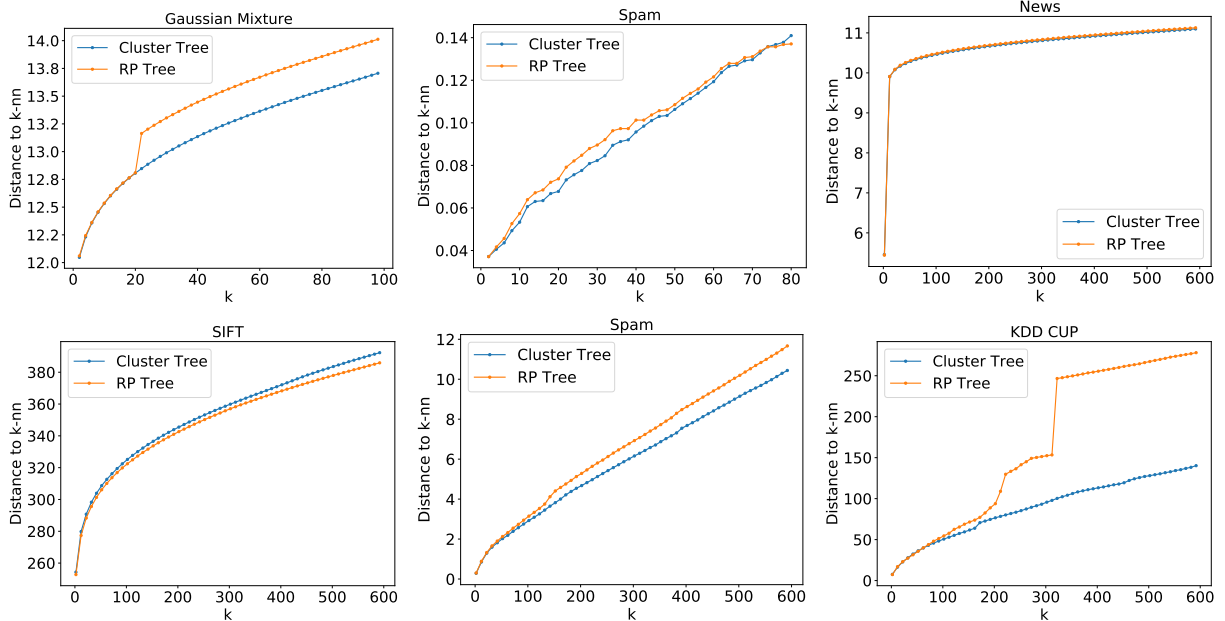 Gaussian Mixture
Distance to k-nn
14.0
13.8
13.5
13.2
13.0
12.8
12.5
12.2
12.0
Cluster Tree
RP Tree
0 20 40 60 80 100
k
Spam
Distance to k-nn
0.14
0.12
0.10
0.08
0.06
0.04
Cluster Tree
RP Tree
0 10 20 30 40 50 60 70 80
k
News
Distance to k-nn
11
10
9
8
7
6
Cluster Tree
RP Tree
0 100 200 300 400 500 600
k
SIFT
Distance to k-nn
380
360
340
320
300
280
260
Cluster Tree
RP Tree
0 100 200 300 400 500 600
k
Spam
Distance to k-nn
12
10
8
6
4
2
0
Cluster Tree
RP Tree
0 100 200 300 400 500 600
k
KDD CUP
Distance to k-nn
250
200
150
100
50
0
Cluster Tree
RP Tree
0 100 200 300 400 500 600
k